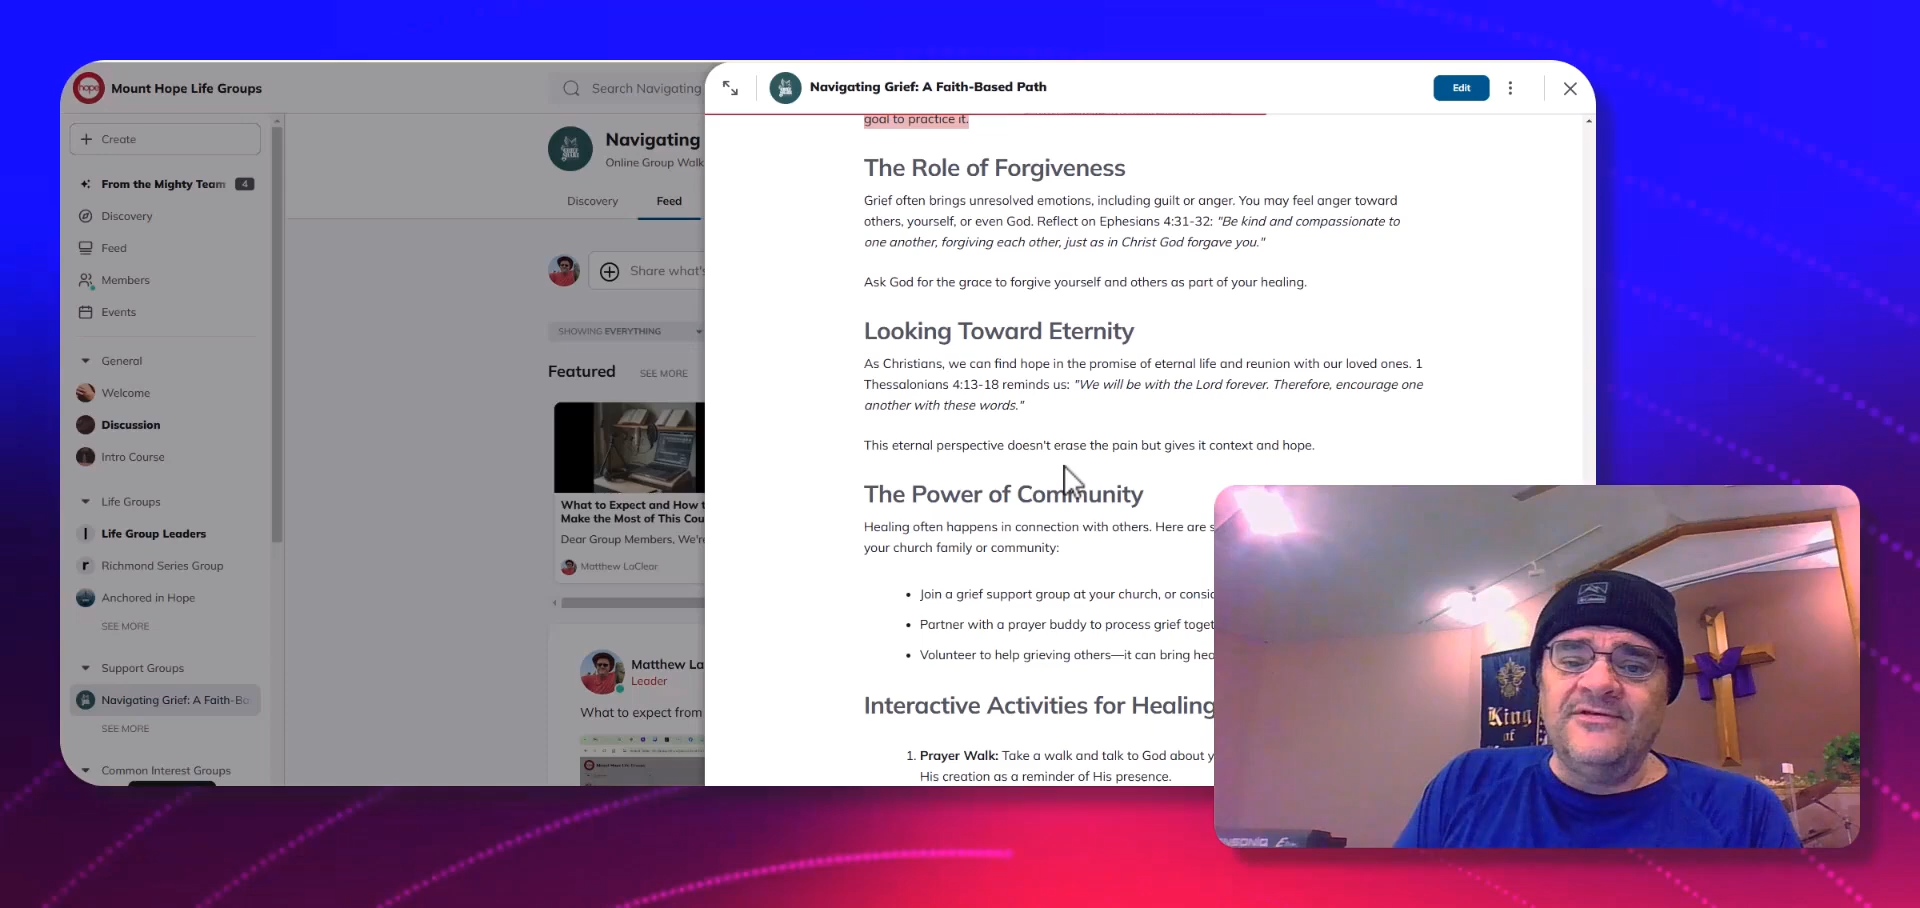 hope
Mount Hope Life Groups
Create
From the Mighty Team 4
Discovery
Feed
Members
Events
General
Welcome
Discussion
Intro Course
Life Groups
Life Group Leaders
r Richmond Series Group
Anchored in Hope
SEE MORE
Support Groups
Navigating Grief: A Faith-Ba
SEE MORE
Common Interest Groups
Search Navigating
Navigating
Online Group Walk
Discovery Feed
Share what's
SHOWING EVERYTHING
Featured SEE MORE
What to Expect and How t
Make the Most of This Cou
Dear Group Members, We're
Matthew LaClear
Matthew La
Leader
What to expect from
Navigating Grief: A Faith-Based Path
Edit
goal to practice it.
The Role of Forgiveness
Grief often brings unresolved emotions, including guilt or anger. You may feel anger toward
others, yourself, or even God. Reflect on Ephesians 4:31-32: "Be kind and compassionate to
one another, forgiving each other, just as in Christ God forgave you."
Ask God for the grace to forgive yourself and others as part of your healing.
Looking Toward Eternity
As Christians, we can find hope in the promise of eternal life and reunion with our loved ones. 1
Thessalonians 4:13-18 reminds us: "We will be with the Lord forever. Therefore, encourage one
another with these words."
This eternal perspective doesn't erase the pain but gives it context and hope.
The Power of Community
Healing often happens in connection with others. Here are s
your church family or community:
• Join a grief support group at your church, or consid
• Partner with a prayer buddy to process grief toget
• Volunteer to help grieving others—it can bring hea
Interactive Activities for Healing
1. Prayer Walk: Take a walk and talk to God about y
His creation as a reminder of His presence.
King
of